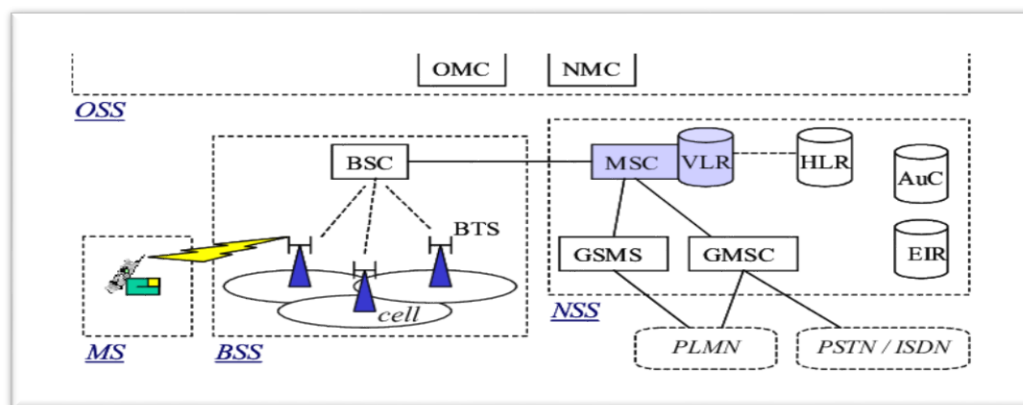 OMC
NMC
OSS
BSC
MSC
VLR
HLR
AuC
BTS
GSMS
GMSC
EIR
cell
NSS
MS
BSS
PLMN
PSTN / ISDN